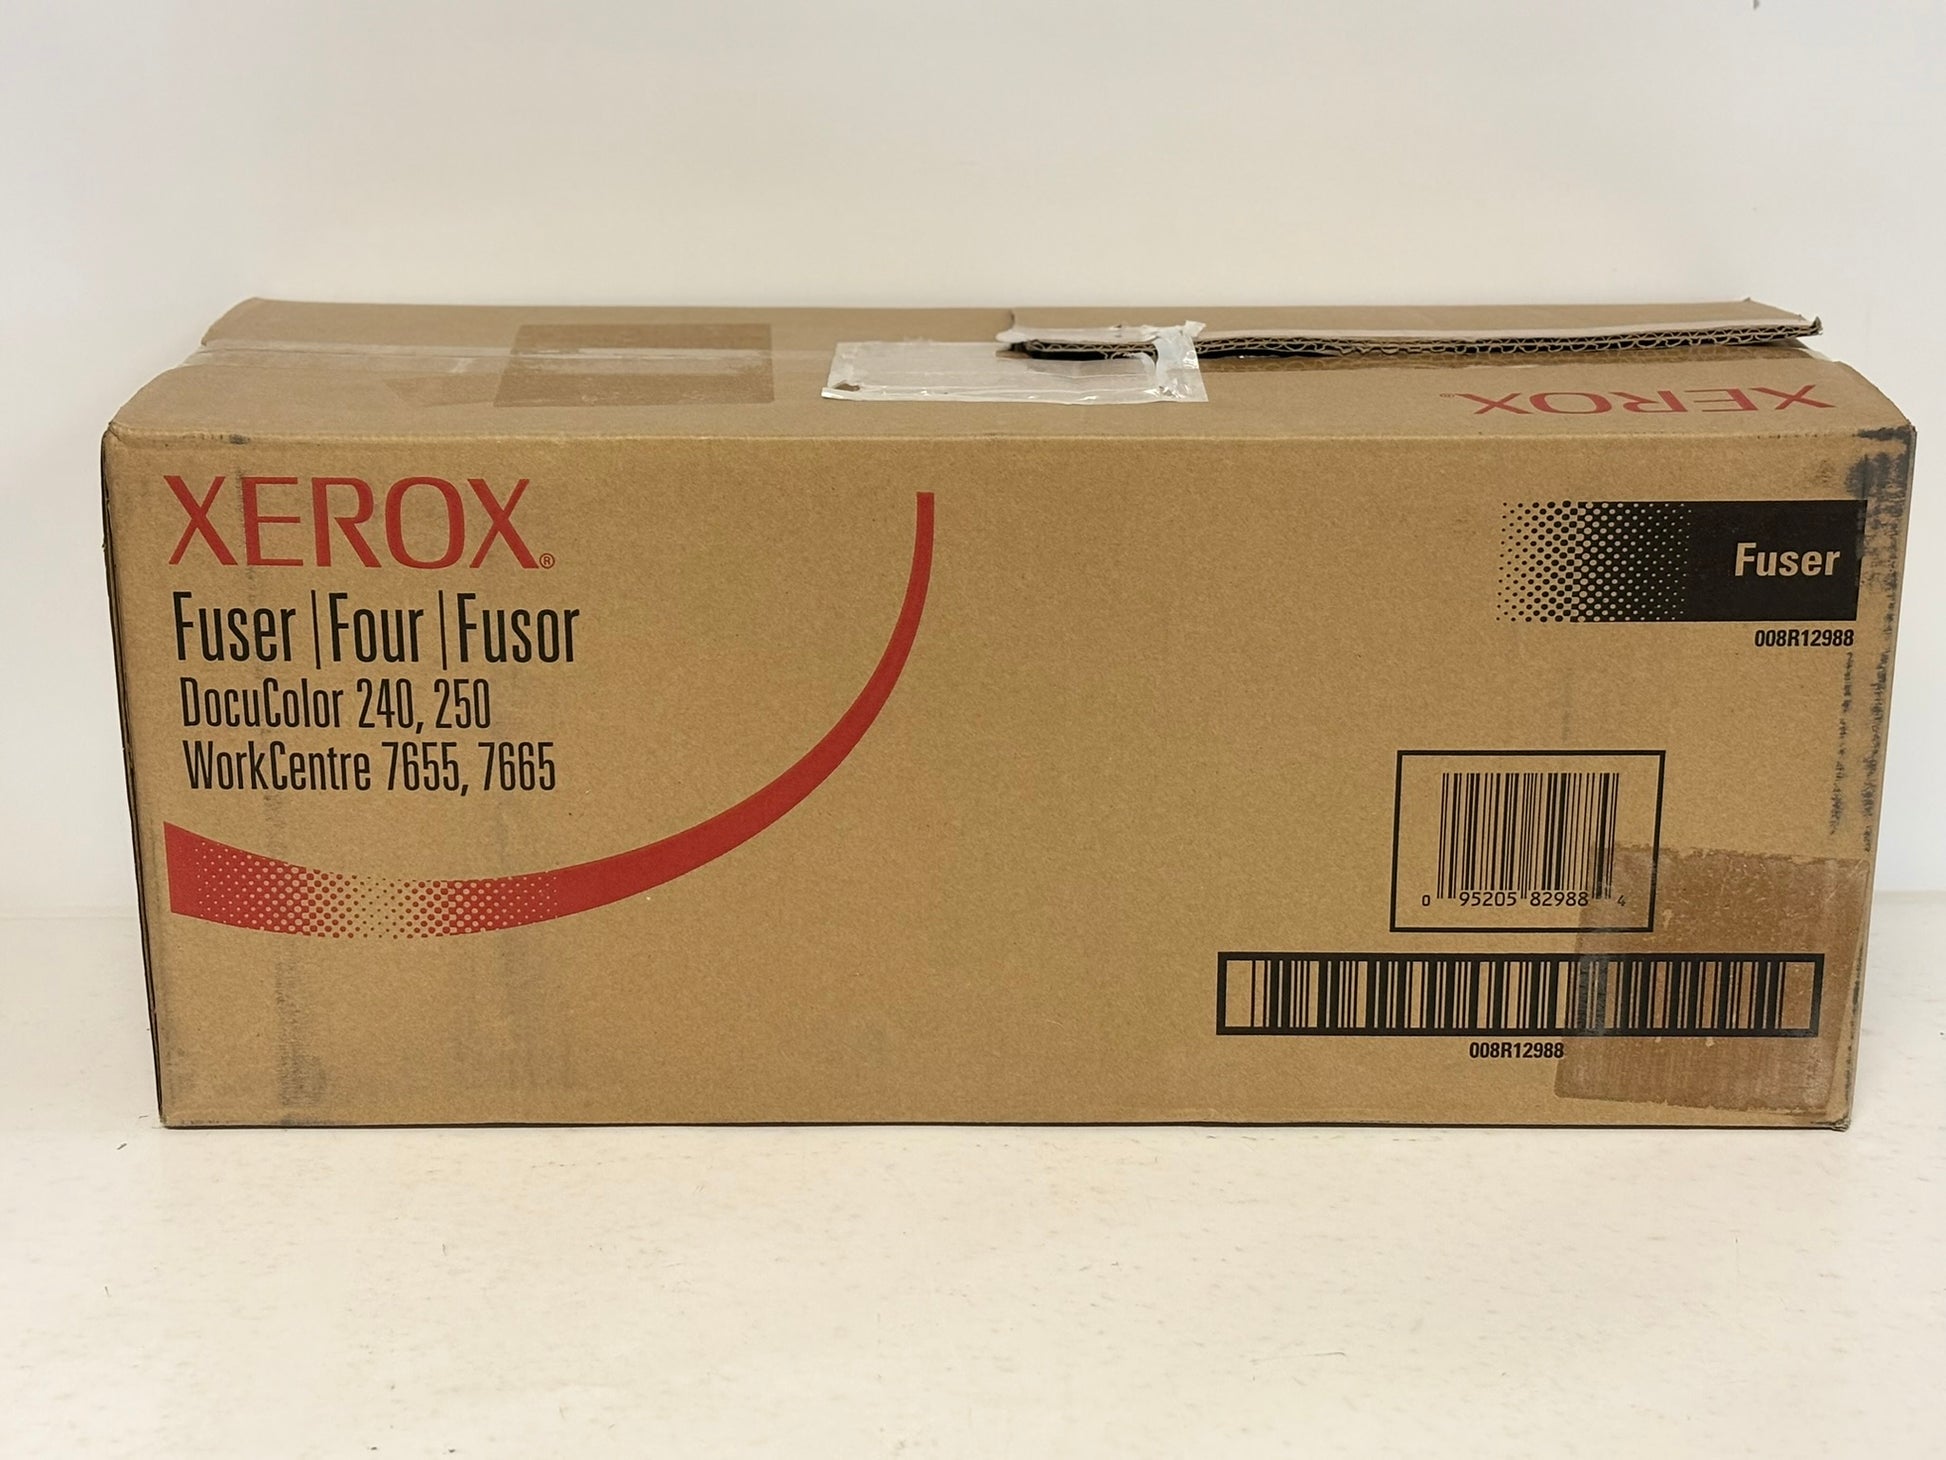 XEROX®
XEROX®
Fuser | Four | Fusor
DocuColor 240, 250
WorkCentre 7655, 7665
Fuser
008R12988
0 95205 82988 4
008R12988